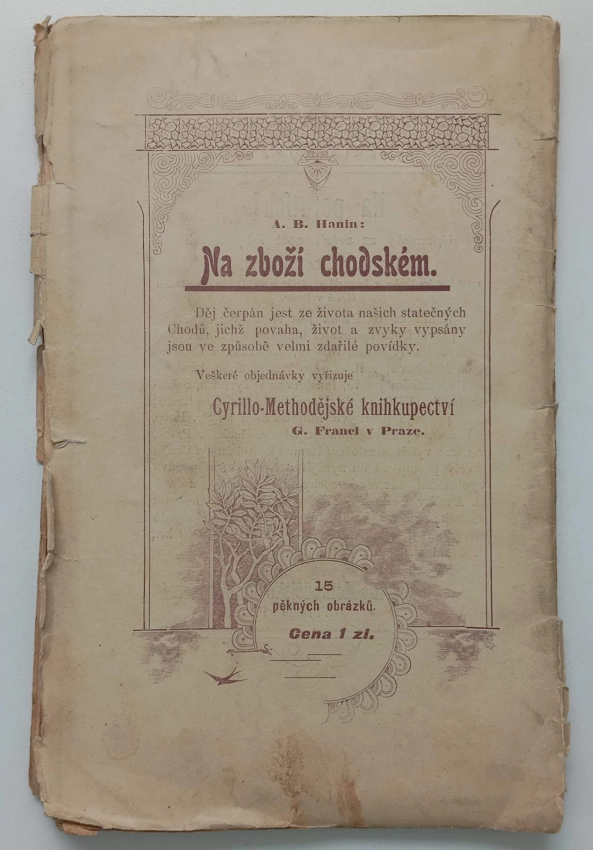 A. B. Hanin:
Na zboží chodském.
Děj čerpán jest ze života našich statečných
Chodů, jichž povaha, život a zvyky vypsány
jsou ve způsobě velmi zdařilé povídky.
Veškeré objednávky vyřizuje
Cyrillo-Methodějské knihkupectví
G. Francl v Praze.
15
pěkných obrázků.
Cena 1 zl.